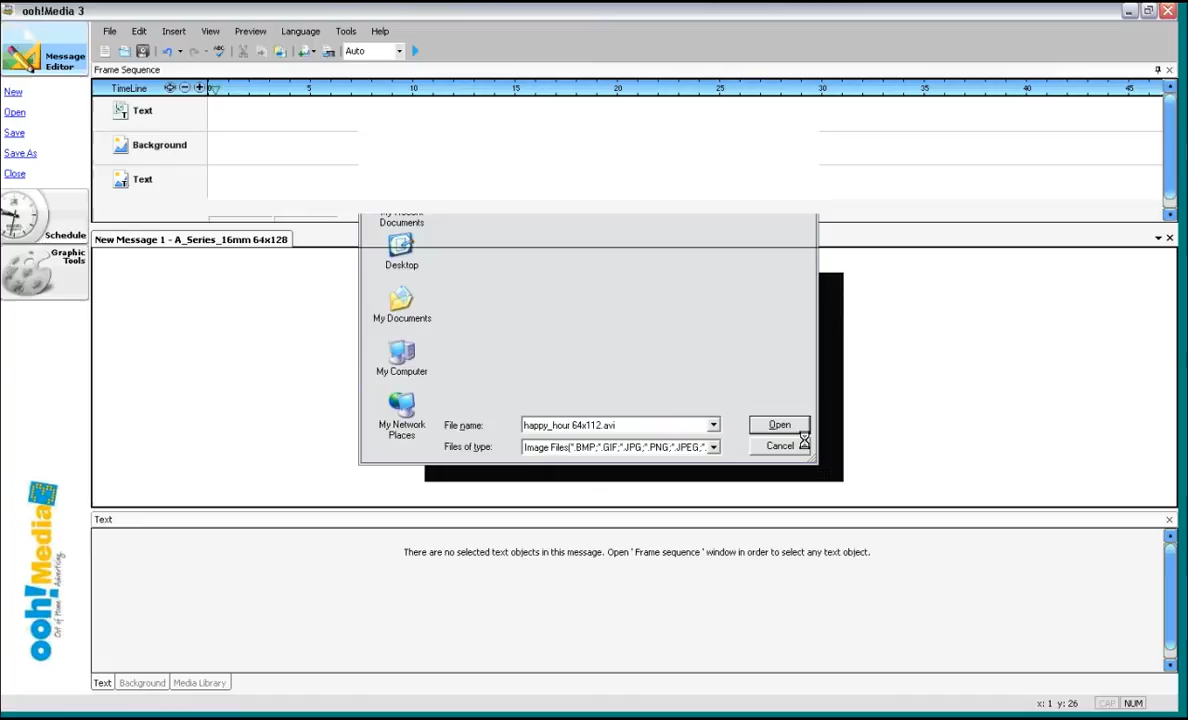 ooh!Media 3
File Edit Insert View Preview Language Tools Help
Message
Editor
Auto
Frame Sequence
TimeLine 0 5 10 15 20 25 30 35 40 45
New
Open
Save
Save As
Close
Text
Background
Text
Schedule
Graphic
Tools
New Message 1 - A_Series_16mm 64x128
Documents
Desktop
My Documents
My Computer
My Network
Places
File name: happy_hour 64x112.avi Open
Files of type: Image Files(*.BMP;*.GIF;*.JPG;*.PNG;*.JPEG;*. Cancel
Text
There are no selected text objects in this message. Open ' Frame sequence ' window in order to select any text object.
ooh!Media
Out of Home Advertising
Text Background Media Library
x: 1 y: 26 CAP NUM